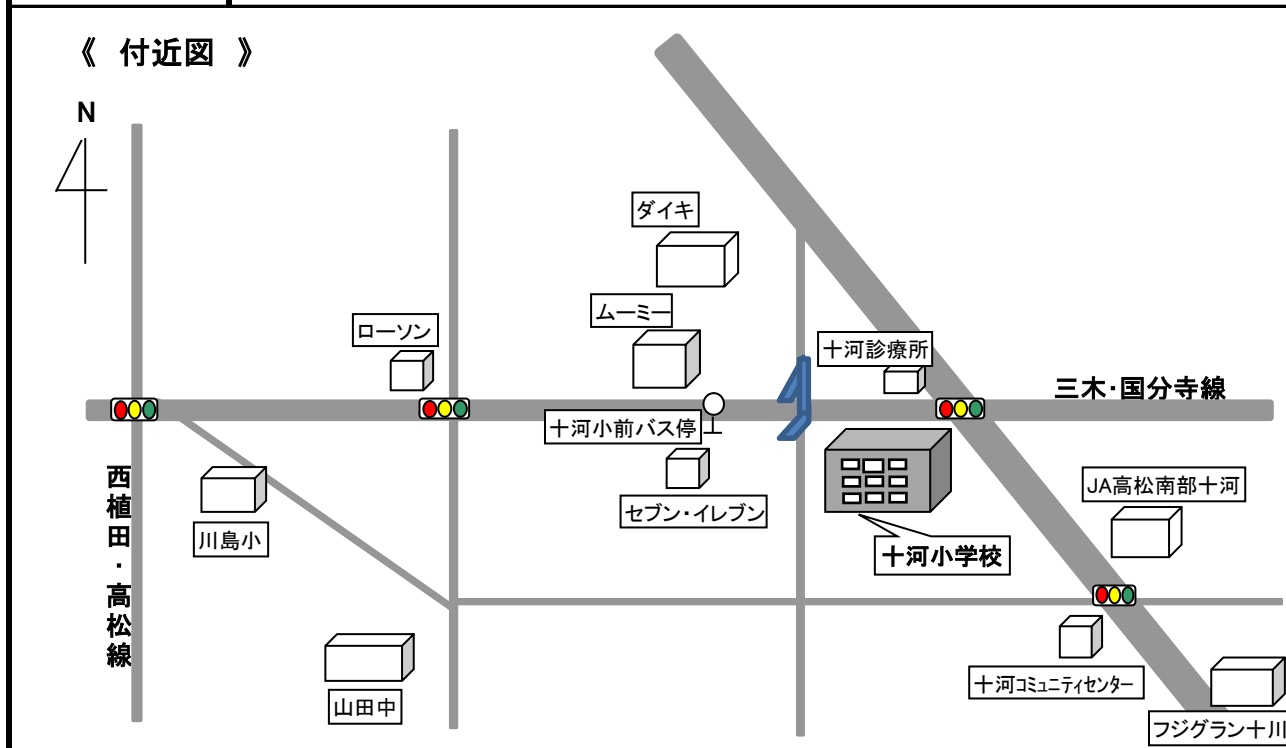 《 付近図 》
N
ダイキ
ムーミー
ローソン
十河診療所
三木・国分寺線
十河小前バス停
西植田・高松線
セブン・イレブン
JA高松南部十河
川島小
十河小学校
十河コミュニティセンター
山田中
フジグラン十川